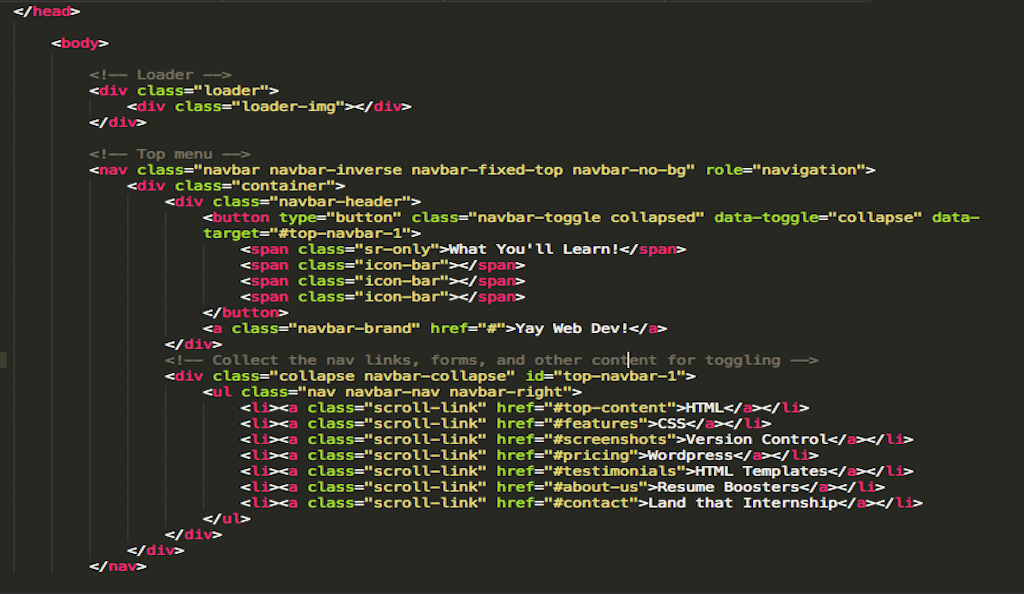 </head>
<body>
<!-- Loader -->
<div class="loader">
<div class="loader-img"></div>
</div>
<!-- Top menu -->
<nav class="navbar navbar-inverse navbar-fixed-top navbar-no-bg" role="navigation">
<div class="container">
<div class="navbar-header">
<button type="button" class="navbar-toggle collapsed" data-toggle="collapse" data-
target="#top-navbar-1">
<span class="sr-only">What You'll Learn!</span>
<span class="icon-bar"></span>
<span class="icon-bar"></span>
<span class="icon-bar"></span>
</button>
<a class="navbar-brand" href="#">Yay Web Dev!</a>
</div>
<!-- Collect the nav links, forms, and other content for toggling -->
<div class="collapse navbar-collapse" id="top-navbar-1">
<ul class="nav navbar-nav navbar-right">
<li><a class="scroll-link" href="#top-content">HTML</a></li>
<li><a class="scroll-link" href="#features">CSS</a></li>
<li><a class="scroll-link" href="#screenshots">Version Control</a></li>
<li><a class="scroll-link" href="#pricing">Wordpress</a></li>
<li><a class="scroll-link" href="#testimonials">HTML Templates</a></li>
<li><a class="scroll-link" href="#about-us">Resume Boosters</a></li>
<li><a class="scroll-link" href="#contact">Land that Internship</a></li>
</ul>
</div>
</div>
</nav>